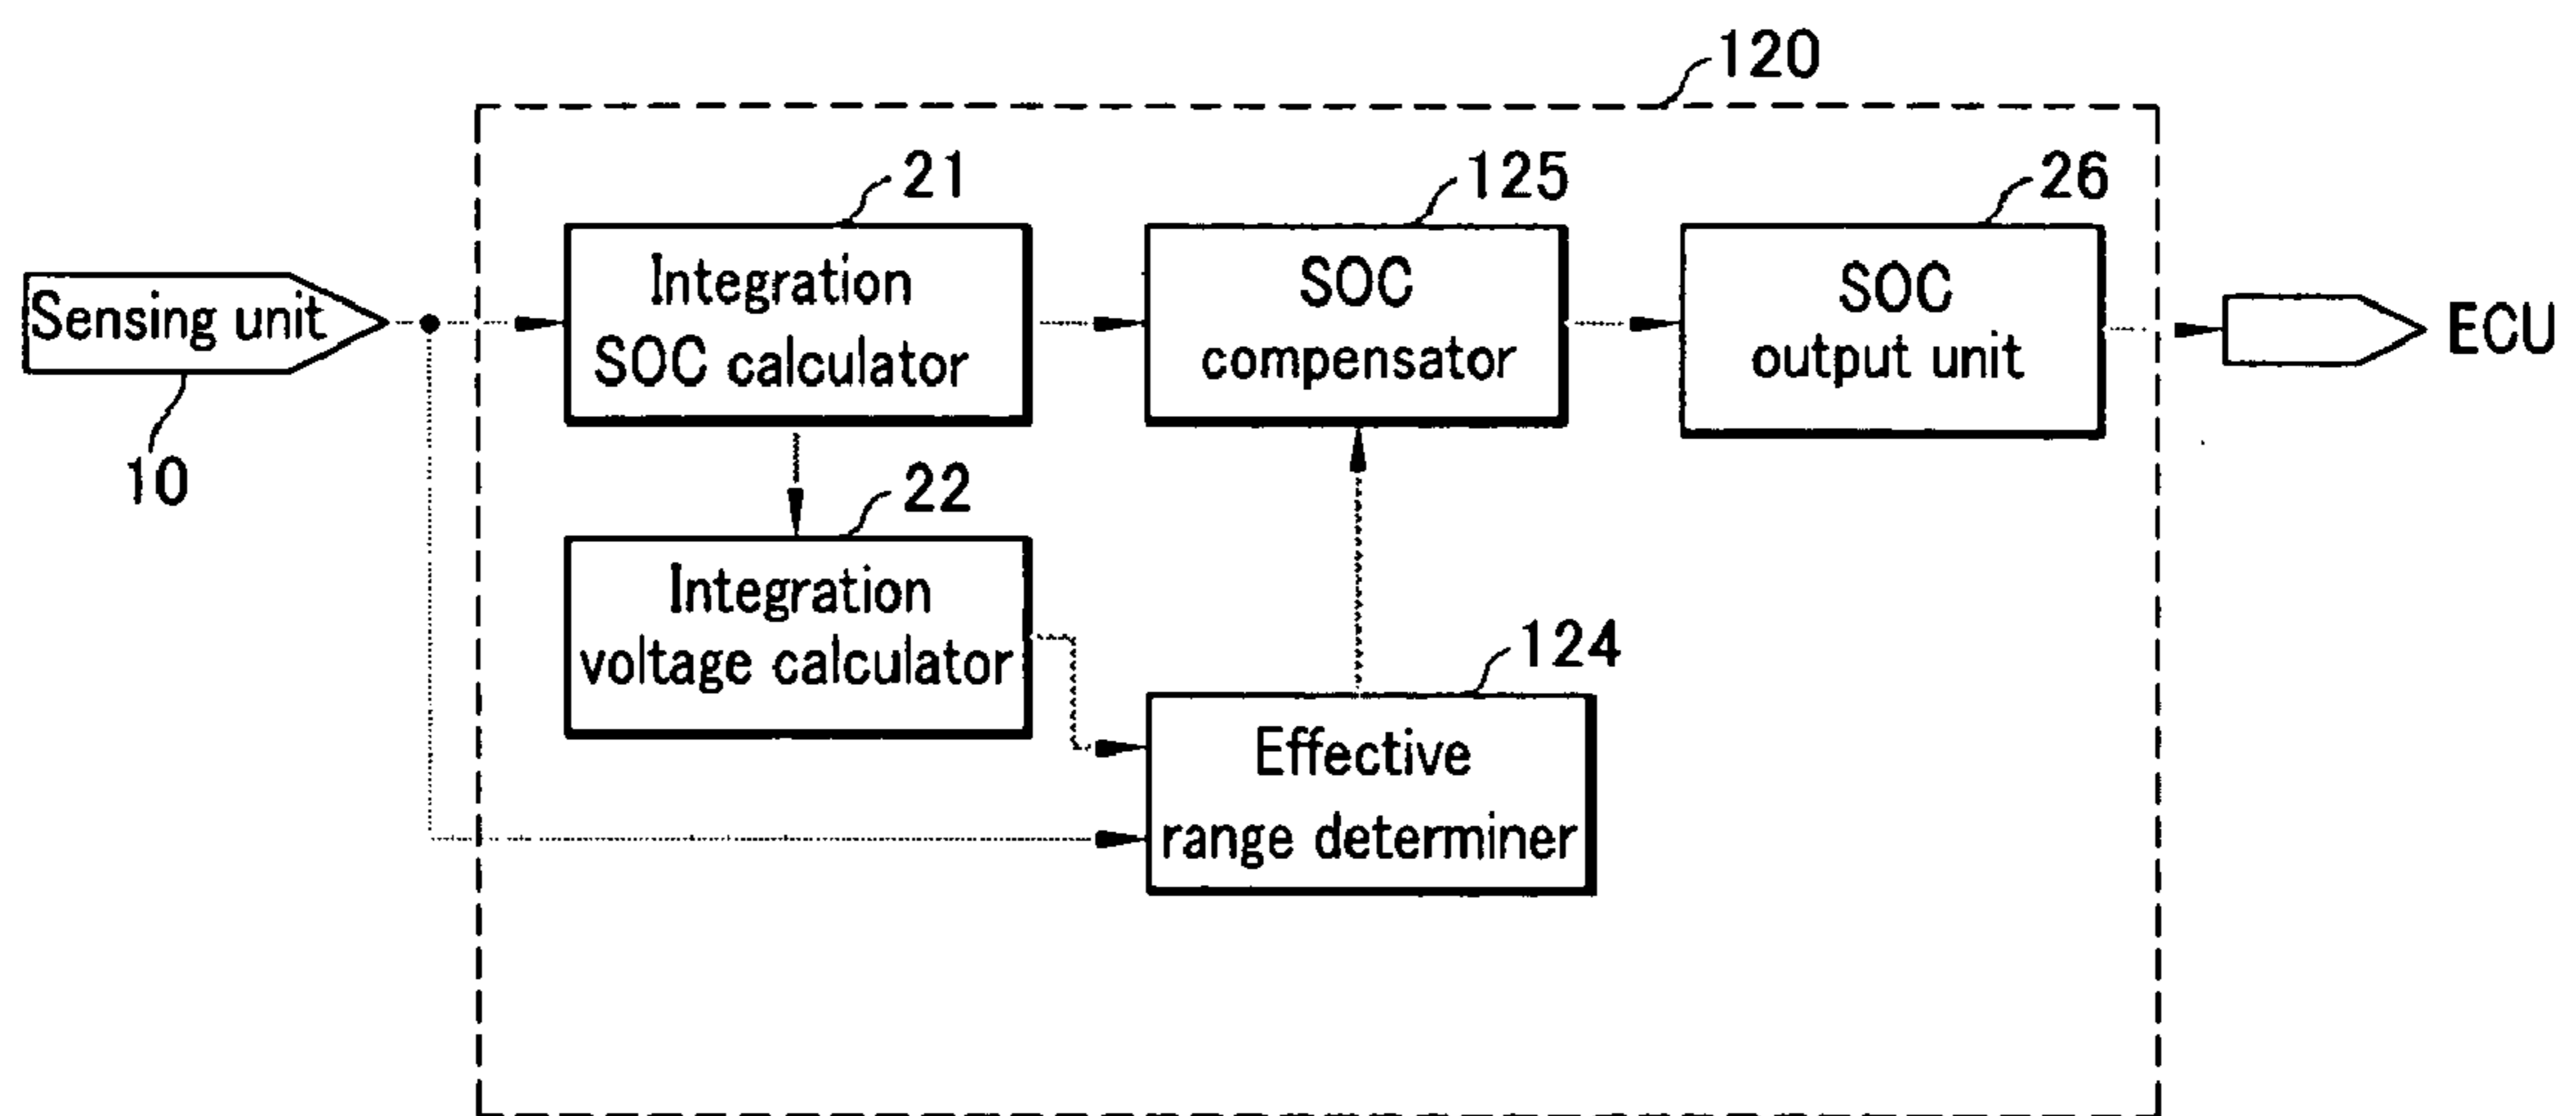 120
21
125
26
Sensing unit
Integration
SOC calculator
SOC
compensator
SOC
output unit
ECU
10
22
Integration
voltage calculator
124
Effective
range determiner